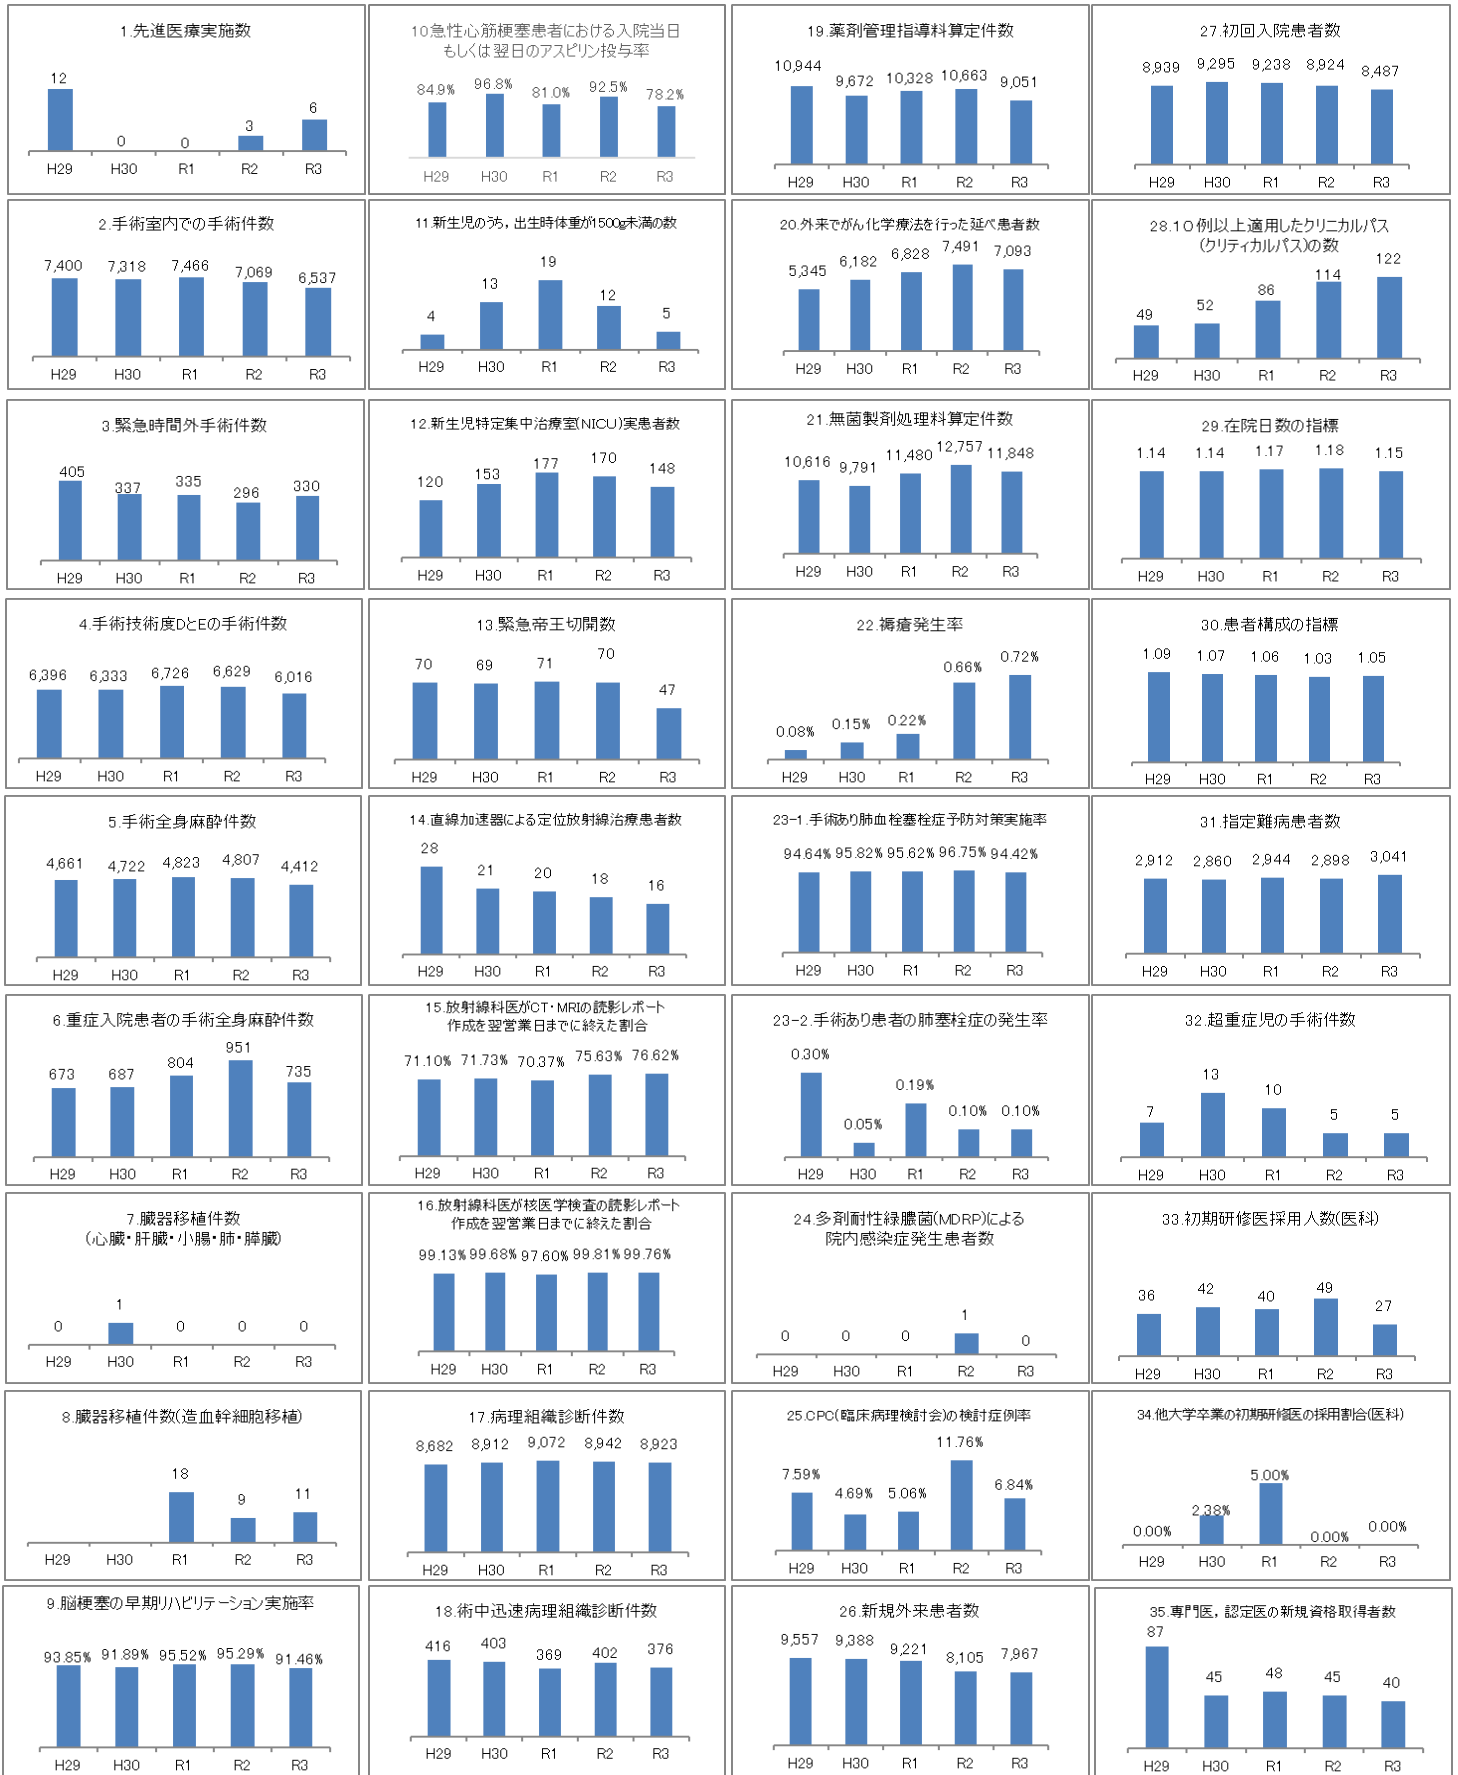 1.先進医療実施数
12
0
0
3
6
H29 H30 R1 R2 R3
2.手術室内での手術件数
7,400 7,318 7,466 7,069 6,537
H29 H30 R1 R2 R3
3.緊急時間外手術件数
405 337 335 296 330
H29 H30 R1 R2 R3
4.手術技術度DとEの手術件数
6,396 6,333 6,726 6,629 6,016
H29 H30 R1 R2 R3
5.手術全身麻酔件数
4,661 4,722 4,823 4,807 4,412
H29 H30 R1 R2 R3
6.重症入院患者の手術全身麻酔件数
673 687 804 951 735
H29 H30 R1 R2 R3
7.臓器移植件数
(心臓・肝臓・小腸・肺・膵臓)
0 1 0 0 0
H29 H30 R1 R2 R3
8.臓器移植件数(造血幹細胞移植)
18 9 11
H29 H30 R1 R2 R3
9.脳梗塞の早期リハビリテーション実施率
93.85% 91.89% 95.52% 95.29% 91.46%
H29 H30 R1 R2 R3
10急性心筋梗塞患者における入院当日
もしくは翌日のアスピリン投与率
84.9% 96.8% 81.0% 92.5% 78.2%
H29 H30 R1 R2 R3
11.新生児のうち，出生時体重が1500g未満の数
4 13 19 12 5
H29 H30 R1 R2 R3
12.新生児特定集中治療室(NICU)実患者数
120 153 177 170 148
H29 H30 R1 R2 R3
13.緊急帝王切開数
70 69 71 70 47
H29 H30 R1 R2 R3
14.直線加速器による定位放射線治療患者数
28 21 20 18 16
H29 H30 R1 R2 R3
15.放射線科医がCT・MRIの読影レポート
作成を翌営業日までに終えた割合
71.10% 71.73% 70.37% 75.63% 76.62%
H29 H30 R1 R2 R3
16.放射線科医が核医学検査の読影レポート
作成を翌営業日までに終えた割合
99.13% 99.68% 97.60% 99.81% 99.76%
H29 H30 R1 R2 R3
17.病理組織診断件数
8,682 8,912 9,072 8,942 8,923
H29 H30 R1 R2 R3
18.術中迅速病理組織診断件数
416 403 369 402 376
H29 H30 R1 R2 R3
19.薬剤管理指導料算定件数
10,944 9,672 10,328 10,663 9,051
H29 H30 R1 R2 R3
20.外来でがん化学療法を行った延べ患者数
5,345 6,182 6,828 7,491 7,093
H29 H30 R1 R2 R3
21.無菌製剤処理料算定件数
10,616 9,791 11,480 12,757 11,848
H29 H30 R1 R2 R3
22.褥瘡発生率
0.08% 0.15% 0.22% 0.66% 0.72%
H29 H30 R1 R2 R3
23-1.手術あり肺血栓塞栓症予防対策実施率
94.64% 95.82% 95.62% 96.75% 94.42%
H29 H30 R1 R2 R3
23-2.手術あり患者の肺塞栓症の発生率
0.30% 0.05% 0.19% 0.10% 0.10%
H29 H30 R1 R2 R3
24.多剤耐性緑膿菌(MDRP)による
院内感染症発生患者数
0 0 0 1 0
H29 H30 R1 R2 R3
25.CPC(臨床病理検討会)の検討症例率
7.59% 4.69% 5.06% 11.76% 6.84%
H29 H30 R1 R2 R3
26.新規外来患者数
9,557 9,388 9,221 8,105 7,967
H29 H30 R1 R2 R3
27.初回入院患者数
8,939 9,295 9,238 8,924 8,487
H29 H30 R1 R2 R3
28.10例以上適用したクリニカルパス
(クリティカルパス)の数
49 52 86 114 122
H29 H30 R1 R2 R3
29.在院日数の指標
1.14 1.14 1.17 1.18 1.15
H29 H30 R1 R2 R3
30.患者構成の指標
1.09 1.07 1.06 1.03 1.05
H29 H30 R1 R2 R3
31.指定難病患者数
2,912 2,860 2,944 2,898 3,041
H29 H30 R1 R2 R3
32.超重症児の手術件数
7 13 10 5 5
H29 H30 R1 R2 R3
33.初期研修医採用人数(医科)
36 42 40 49 27
H29 H30 R1 R2 R3
34.他大学卒業の初期研修医の採用割合(医科)
0.00% 2.38% 5.00% 0.00% 0.00%
H29 H30 R1 R2 R3
35.専門医，認定医の新規資格取得者数
87 45 48 45 40
H29 H30 R1 R2 R3